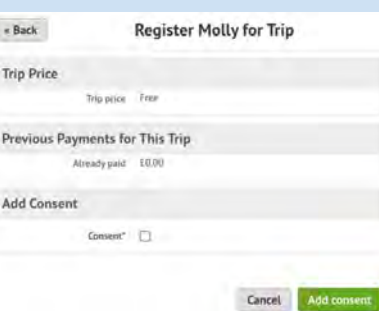 « Back
Register Molly for Trip
Trip Price
Trip price Free
Previous Payments for This Trip
Already paid £0.00
Add Consent
Consent*
Cancel Add consent